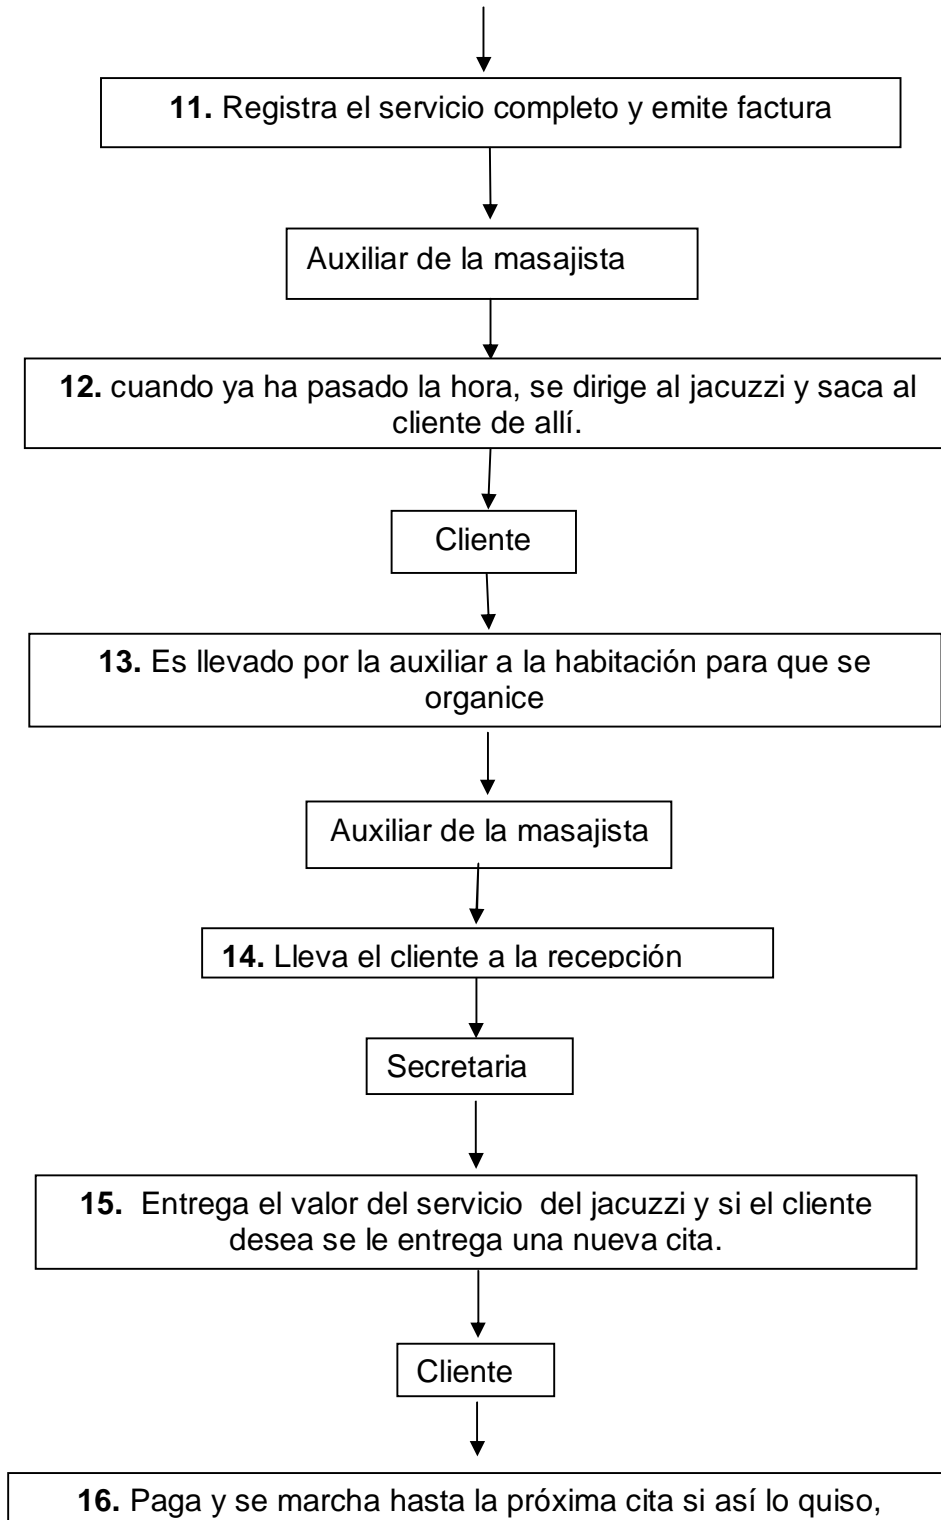 11. Registra el servicio completo y emite factura
Auxiliar de la masajista
12. cuando ya ha pasado la hora, se dirige al jacuzzi y saca al
cliente de allí.
Cliente
13. Es llevado por la auxiliar a la habitación para que se
organice
Auxiliar de la masajista
14. Lleva el cliente a la recepción
Secretaria
15. Entrega el valor del servicio del jacuzzi y si el cliente
desea se le entrega una nueva cita.
Cliente
16. Paga y se marcha hasta la próxima cita si así lo quiso,